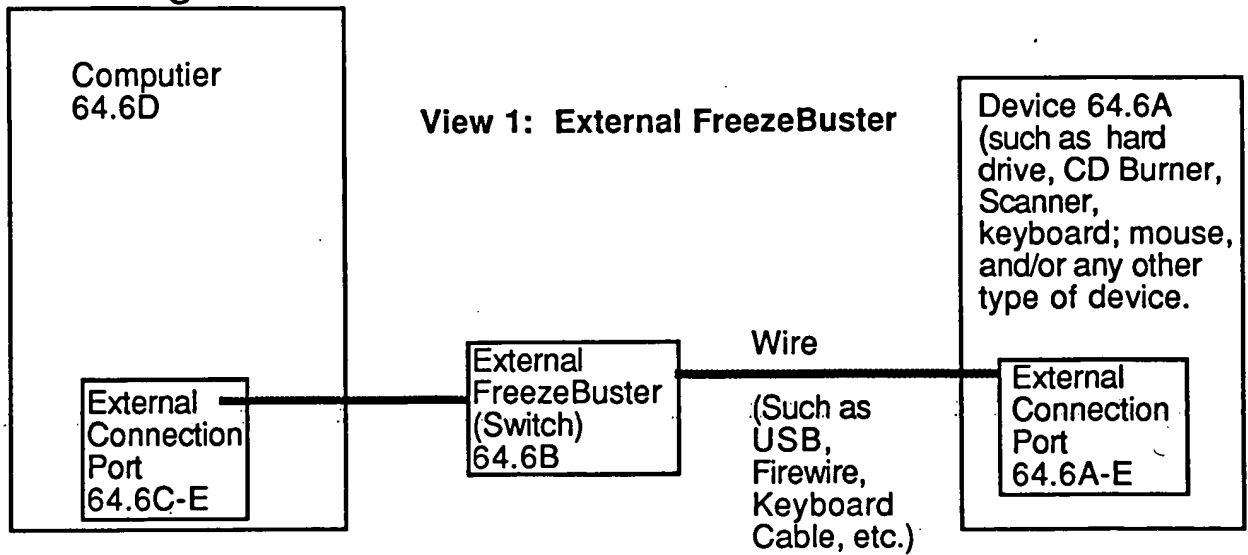 Computier
64.6D
View 1: External FreezeBuster
Device 64.6A
(such as hard
drive, CD Burner,
Scanner,
keyboard; mouse,
and/or any other
type of device.
External
Connection
Port
64.6C-E
External
FreezeBuster
(Switch)
64.6B
Wire
(Such as
USB,
Firewire,
Keyboard
Cable, etc.)
External
Connection
Port
64.6A-E